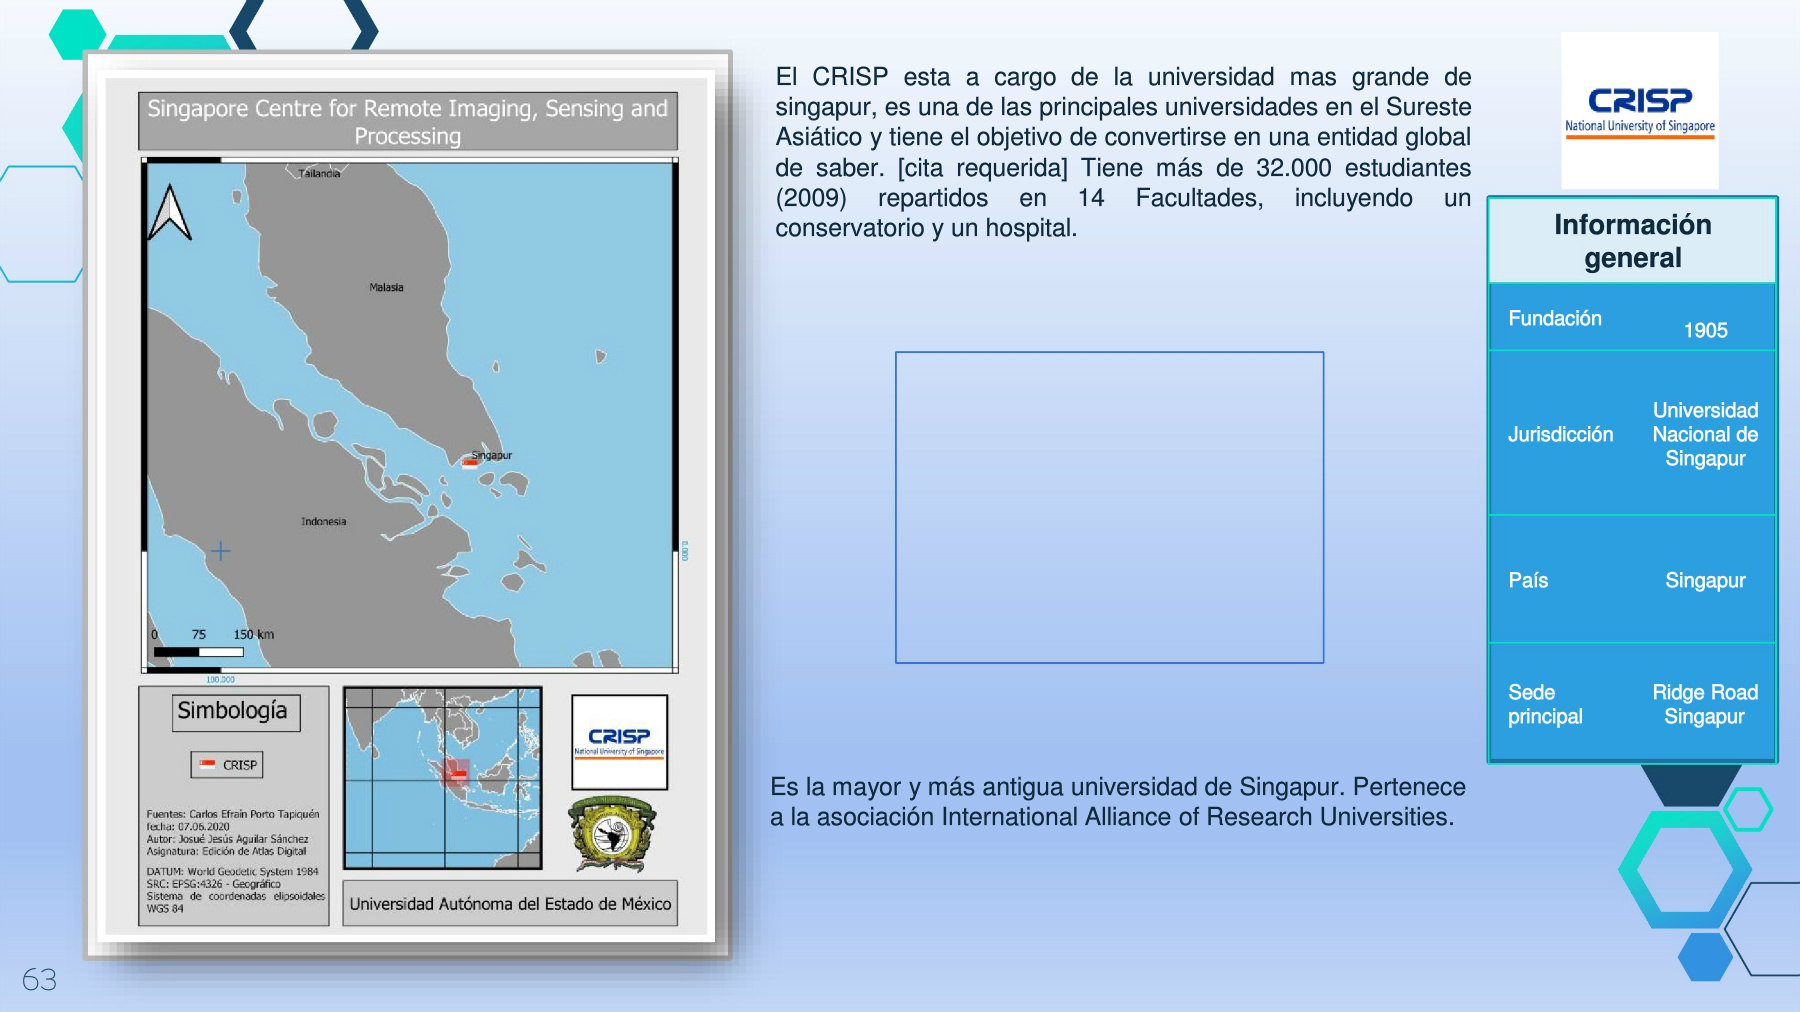 Singapore Centre for Remote Imaging, Sensing and
Processing
Tailandia
Malasia
Singapur
Indonesia
0 75 150 km
0.000
100.000
Simbología
CRISP
Fuentes: Carlos Efraín Porto Tapiquén
fecha: 07.06.2020
Autor: Josué Jesús Aguilar Sánchez
Asignatura: Edición de Atlas Digital
DATUM: World Geodetic System 1984
SRC: EPSG:4326 - Geográfico
Sistema de coordenadas elipsoidales
WGS 84
CRISP
National University of Singapore
Universidad Autónoma del Estado de México
63
El CRISP esta a cargo de la universidad mas grande de
singapur, es una de las principales universidades en el Sureste
Asiático y tiene el objetivo de convertirse en una entidad global
de saber. [cita requerida] Tiene más de 32.000 estudiantes
(2009) repartidos en 14 Facultades, incluyendo un
conservatorio y un hospital.
Es la mayor y más antigua universidad de Singapur. Pertenece
a la asociación International Alliance of Research Universities.
CRISP
National University of Singapore
Información
general
Fundación
1905
Jurisdicción
Universidad
Nacional de
Singapur
País
Singapur
Sede
principal
Ridge Road
Singapur